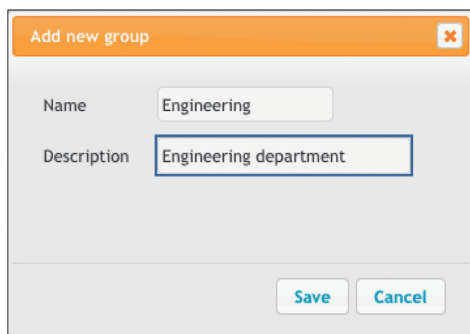 Add new group
Name Engineering
Description Engineering department
Save Cancel